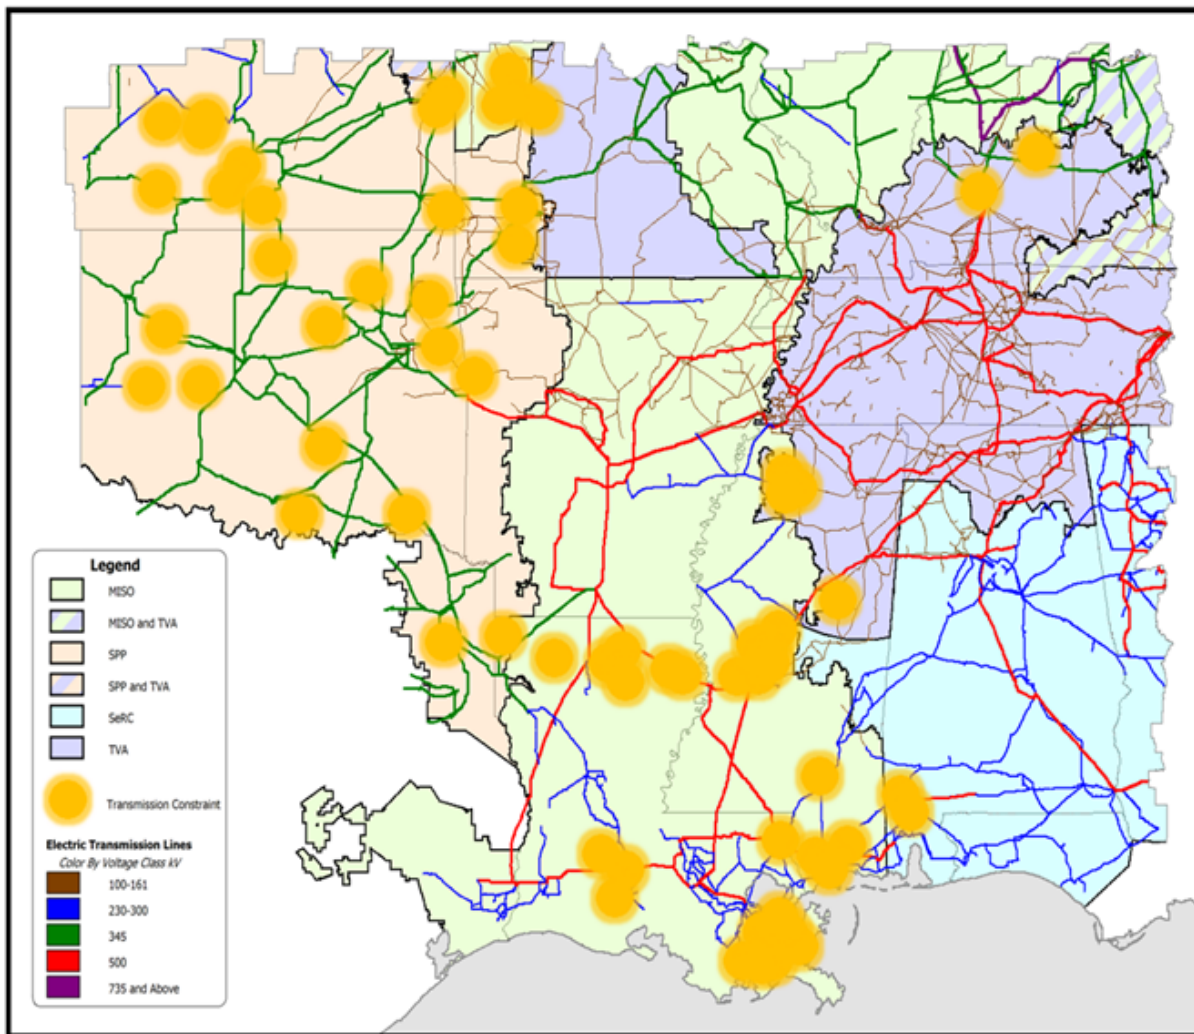 Legend
MISO
MISO and TVA
SPP
SPP and TVA
SeRC
TVA
Transmission Constraint
Electric Transmission Lines
Color By Voltage Class kV
100-161
230-300
345
500
735 and Above